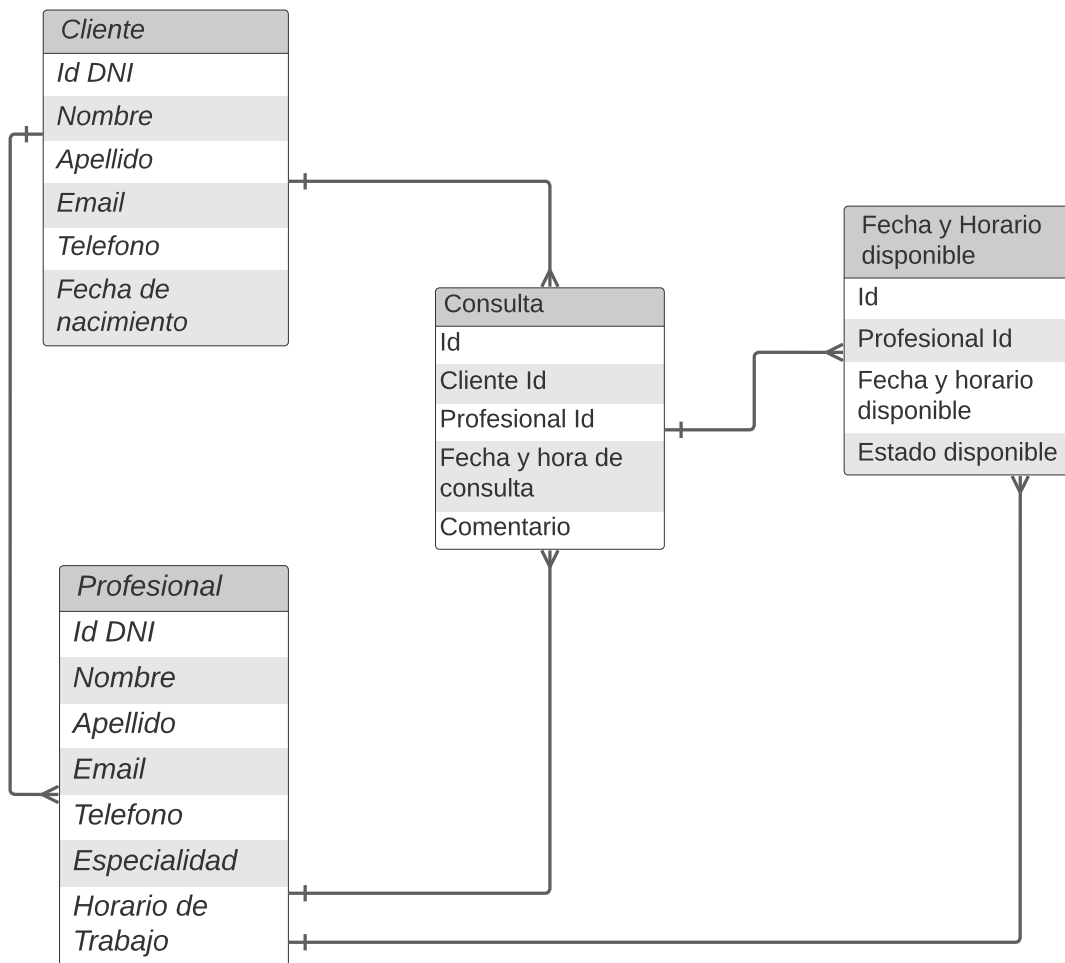 Cliente
Id DNI
Nombre
Apellido
Email
Telefono
Fecha de
nacimiento
Consulta
Id
Cliente Id
Profesional Id
Fecha y hora de
consulta
Comentario
Fecha y Horario
disponible
Id
Profesional Id
Fecha y horario
disponible
Estado disponible
Profesional
Id DNI
Nombre
Apellido
Email
Telefono
Especialidad
Horario de
Trabajo